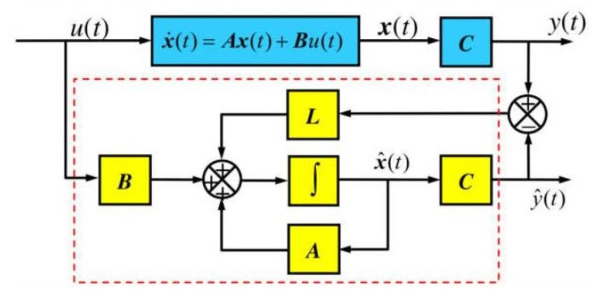 u(t)
ẋ(t) = Ax(t) + Bu(t)
x(t)
C
y(t)
+
−
L
B
+
+
+
∫
x̂(t)
C
ŷ(t)
A